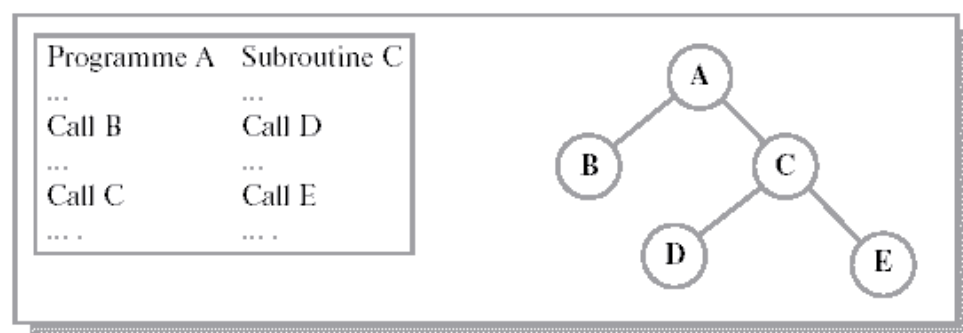 Programme A Subroutine C
... ...
Call B Call D
... ...
Call C Call E
... . ... .
A
B C
D E